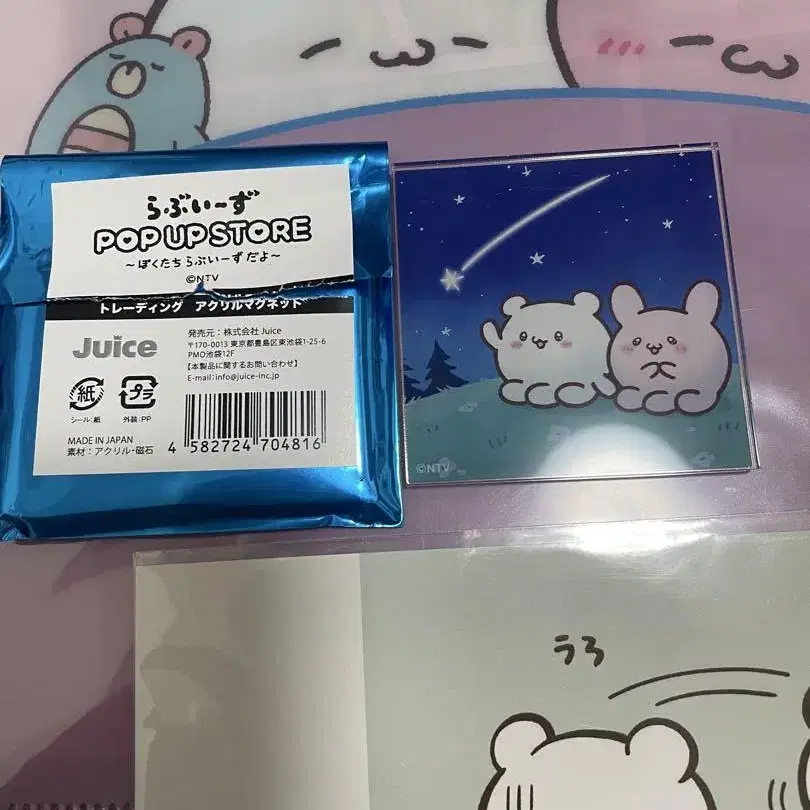 らぶいーず
POP UP STORE
～ぼくたちらぶいーずだよ～
©NTV
トレーディング アクリルマグネット
Juice
発売元：株式会社 Juice
〒170-0013 東京都豊島区東池袋1-25-6
PMO池袋12F
【本製品に関するお問い合わせ】
E-mail:info@juice-inc.jp
紙
プラ
シール:紙
外装:PP
MADE IN JAPAN
素材：アクリル・磁石
4 582724 704816
©NTV
うろ